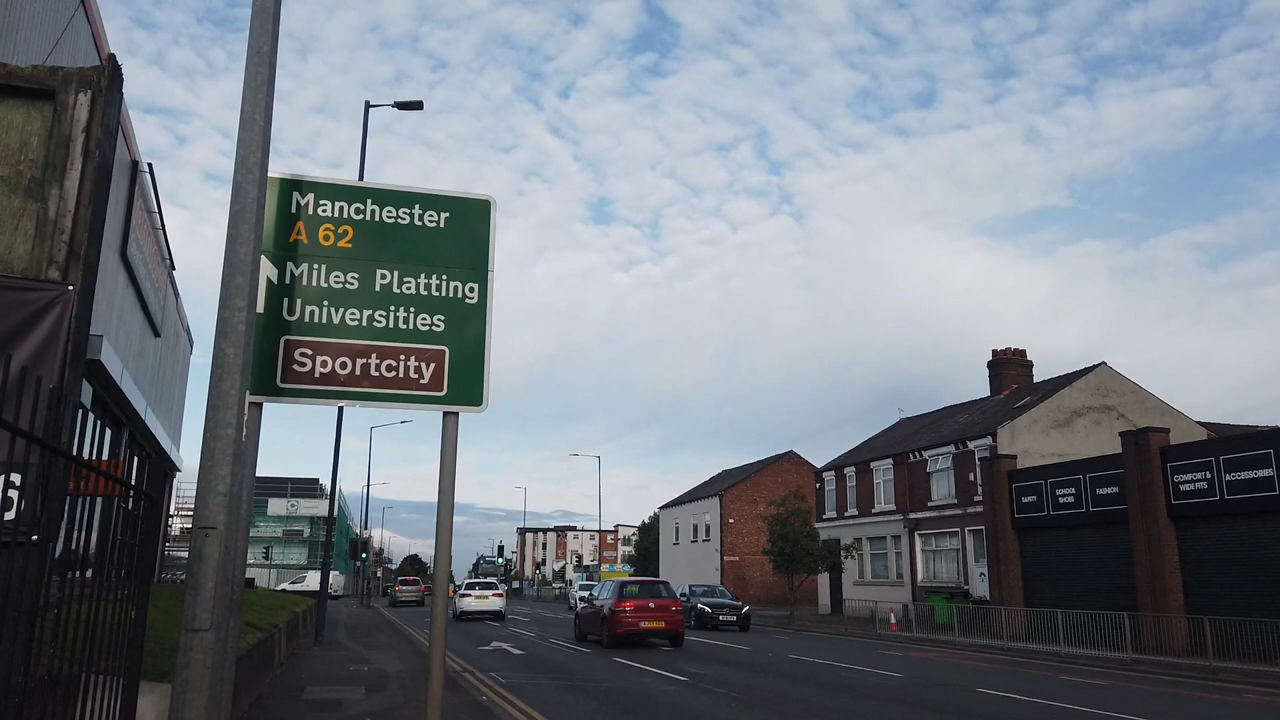 Manchester
A 62
Miles Platting
Universities
Sportcity
SAFETY
SCHOOL
SHOES
FASHION
COMFORT &
WIDE FITS
ACCESSORIES